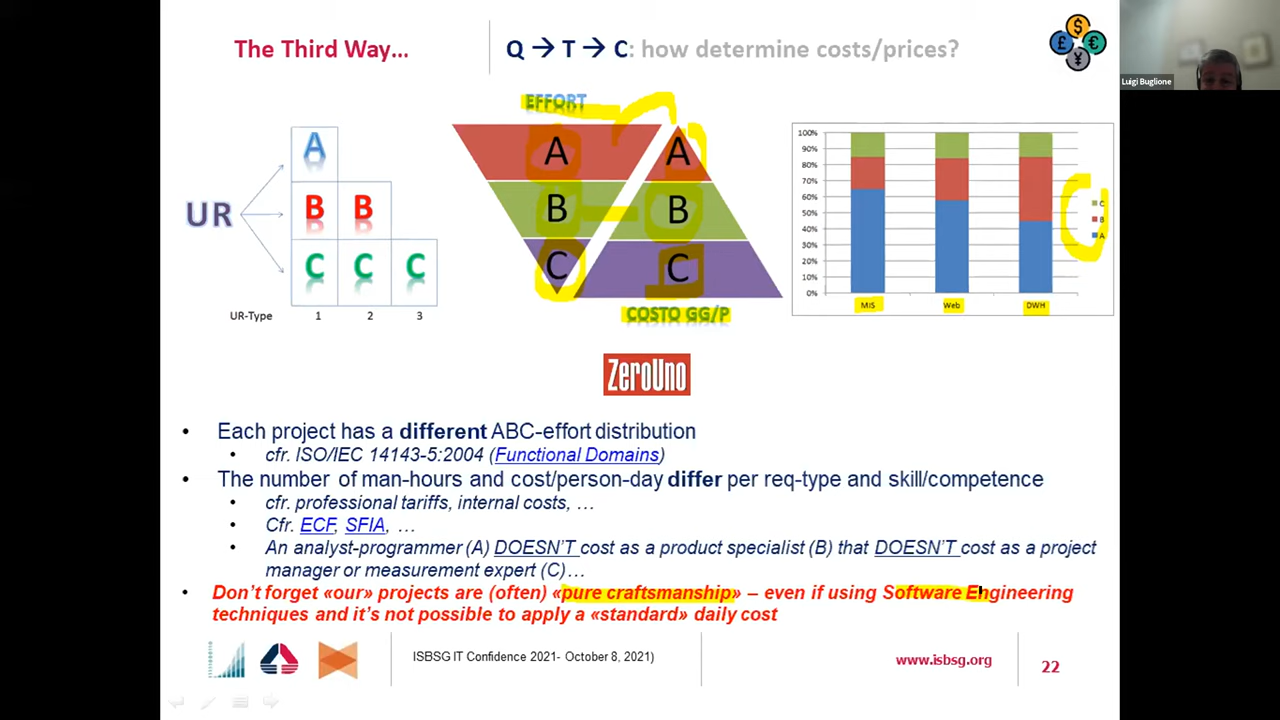 The Third Way...
Q → T → C: how determine costs/prices?
Luigi Buglione
UR
A
B B
C C C
UR-Type 1 2 3
EFFORT
A A
B B
C C
COSTO GG/P
100%
90%
80%
70%
60%
50%
40%
30%
20%
10%
0%
MIS Web DWH
C
B
A
ZeroUno
• Each project has a different ABC-effort distribution
• cfr. ISO/IEC 14143-5:2004 (Functional Domains)
• The number of man-hours and cost/person-day differ per req-type and skill/competence
• cfr. professional tariffs, internal costs, ...
• Cfr. ECF, SFIA, ...
• An analyst-programmer (A) DOESN'T cost as a product specialist (B) that DOESN'T cost as a project
manager or measurement expert (C)...
• Don't forget «our» projects are (often) «pure craftsmanship» – even if using Software Engineering
techniques and it's not possible to apply a «standard» daily cost
ISBSG IT Confidence 2021- October 8, 2021)
www.isbsg.org
22